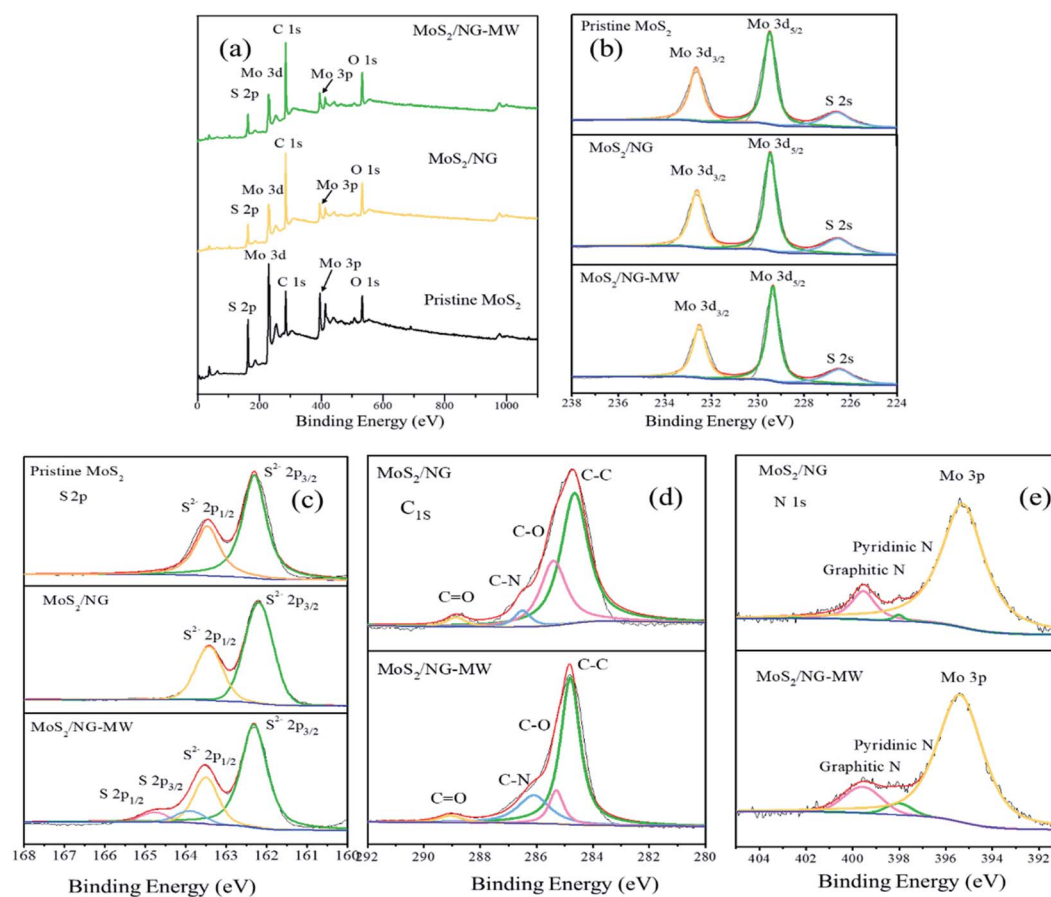 (a)
MoS2/NG-MW
C 1s
Mo 3d
Mo 3p
O 1s
S 2p
C 1s
MoS2/NG
Mo 3d
Mo 3p
O 1s
S 2p
Mo 3d
Mo 3p
C 1s
O 1s
S 2p
Pristine MoS2
0 200 400 600 800 1000
Binding Energy (eV)
Pristine MoS2
(b)
Mo 3d5/2
Mo 3d3/2
S 2s
MoS2/NG
Mo 3d5/2
Mo 3d3/2
S 2s
MoS2/NG-MW
Mo 3d5/2
Mo 3d3/2
S 2s
238 236 234 232 230 228 226 224
Binding Energy (eV)
Pristine MoS2
S 2p
(c)
S2- 2p3/2
S2- 2p1/2
MoS2/NG
S2- 2p3/2
S2- 2p1/2
MoS2/NG-MW
S2- 2p3/2
S2- 2p1/2
S 2p3/2
S 2p1/2
168 167 166 165 164 163 162 161 160
Binding Energy (eV)
MoS2/NG
C1s
(d)
C-C
C-O
C-N
C=O
MoS2/NG-MW
C-C
C-O
C-N
C=O
292 290 288 286 284 282 280
Binding Energy (eV)
MoS2/NG
N 1s
(e)
Mo 3p
Pyridinic N
Graphitic N
MoS2/NG-MW
Mo 3p
Pyridinic N
Graphitic N
404 402 400 398 396 394 392
Binding Energy (eV)